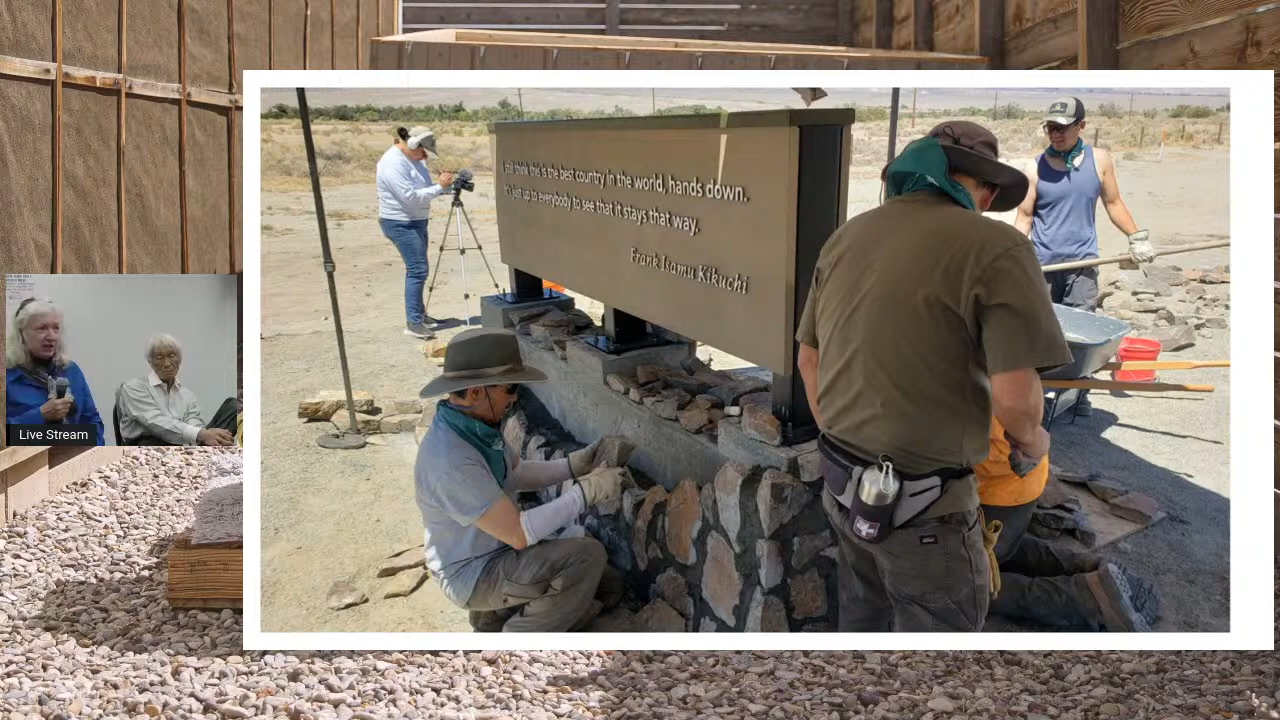 I still think this is the best country in the world, hands down.
It's just up to everybody to see that it stays that way.
Frank Isamu Kikuchi
Live Stream